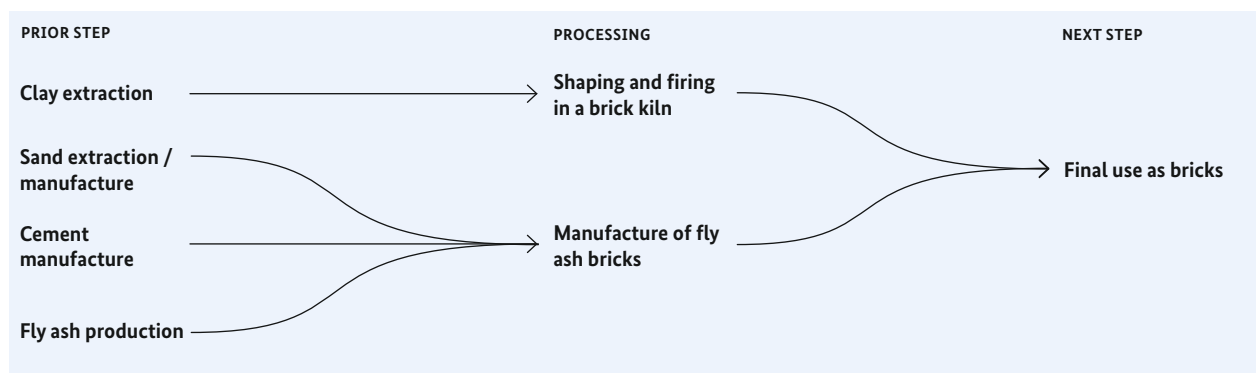 PRIOR STEP
PROCESSING
NEXT STEP
Clay extraction
Shaping and firing
in a brick kiln
Sand extraction /
manufacture
Final use as bricks
Cement
manufacture
Manufacture of fly
ash bricks
Fly ash production